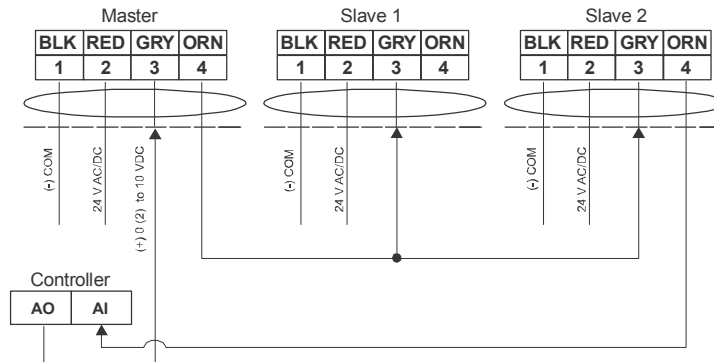 Master Slave 1 Slave 2
BLK RED GRY ORN BLK RED GRY ORN BLK RED GRY ORN
1 2 3 4 1 2 3 4 1 2 3 4
(-) COM
24 V AC/DC
(+) 0 (2) to 10 VDC
(-) COM
24 V AC/DC
(-) COM
24 V AC/DC
Controller
AO AI